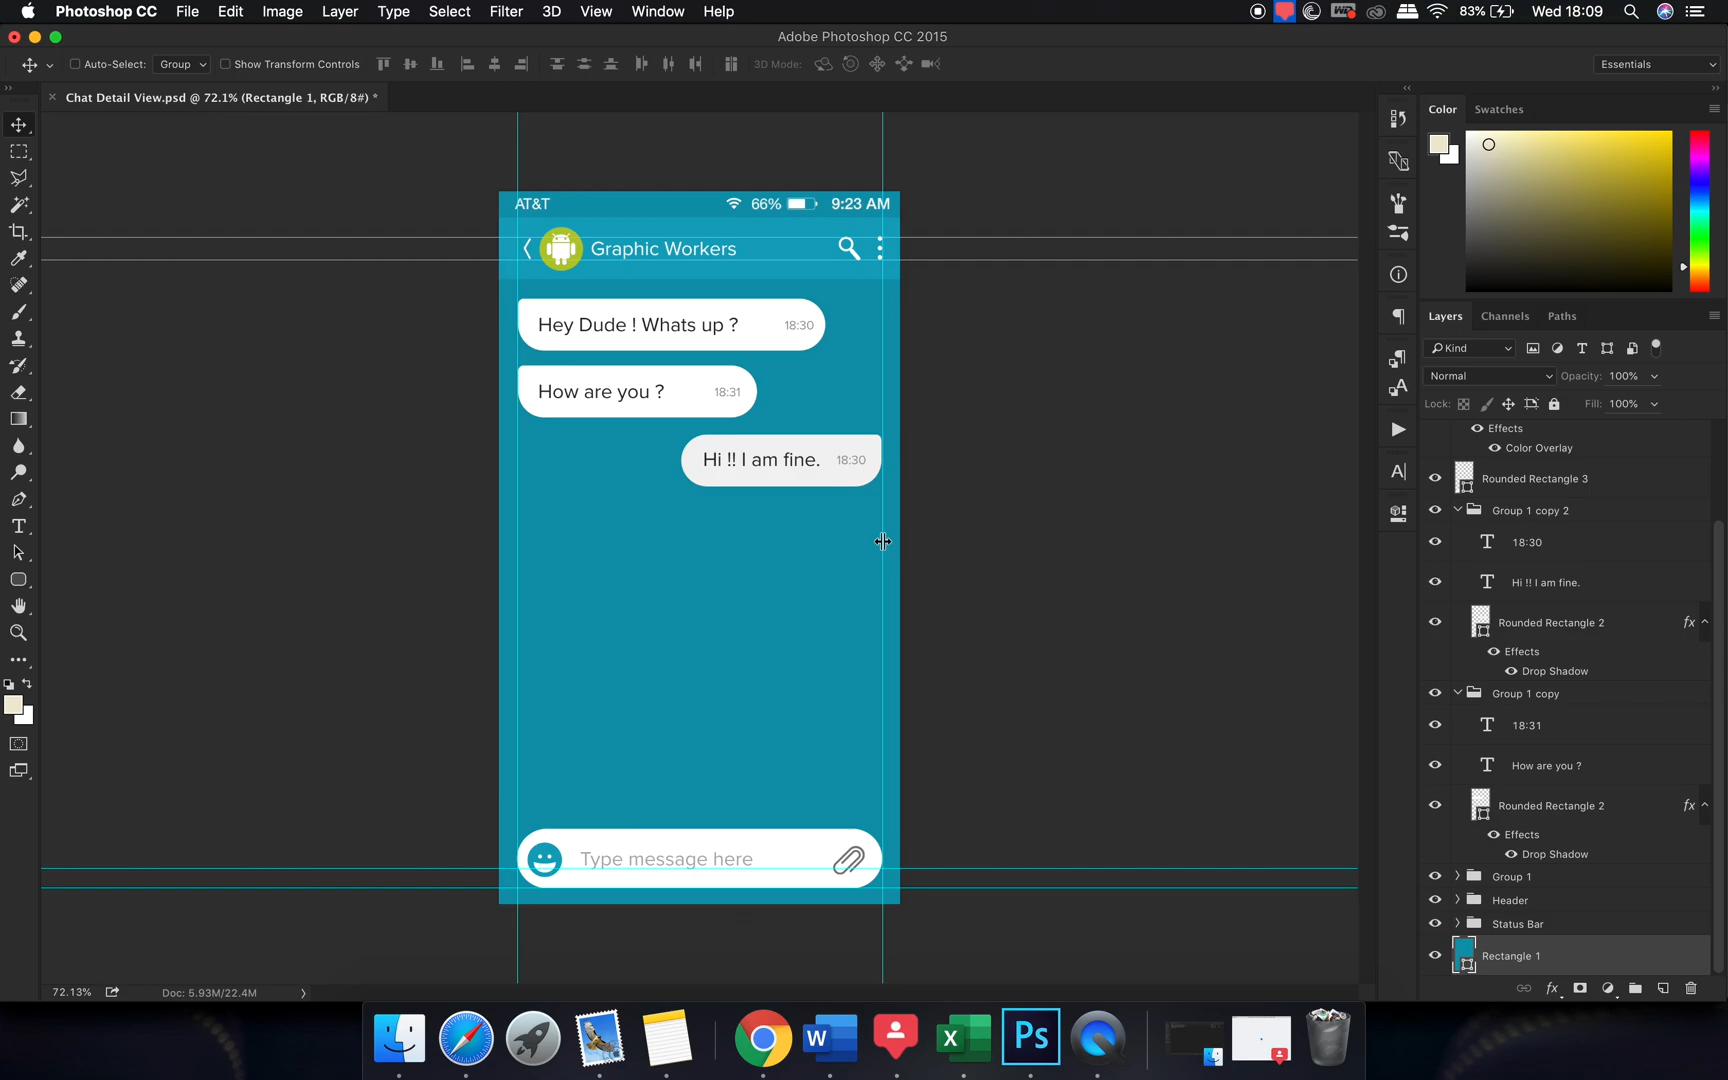 Photoshop CC File Edit Image Layer Type Select Filter 3D View Window Help 83% Wed 18:09
Adobe Photoshop CC 2015
Auto-Select: Group Show Transform Controls 3D Mode: Essentials
Chat Detail View.psd @ 72.1% (Rectangle 1, RGB/8#) *
Color Swatches
AT&T 66% 9:23 AM
Graphic Workers
Hey Dude ! Whats up ? 18:30
How are you ? 18:31
Hi !! I am fine. 18:30
Type message here
Layers Channels Paths
Kind
Normal Opacity: 100%
Lock: Fill: 100%
Effects
Color Overlay
Rounded Rectangle 3
Group 1 copy 2
T 18:30
T Hi !! I am fine.
Rounded Rectangle 2 fx
Effects
Drop Shadow
Group 1 copy
T 18:31
T How are you ?
Rounded Rectangle 2 fx
Effects
Drop Shadow
Group 1
Header
Status Bar
Rectangle 1
fx
72.13% Doc: 5.93M/22.4M
W X Ps